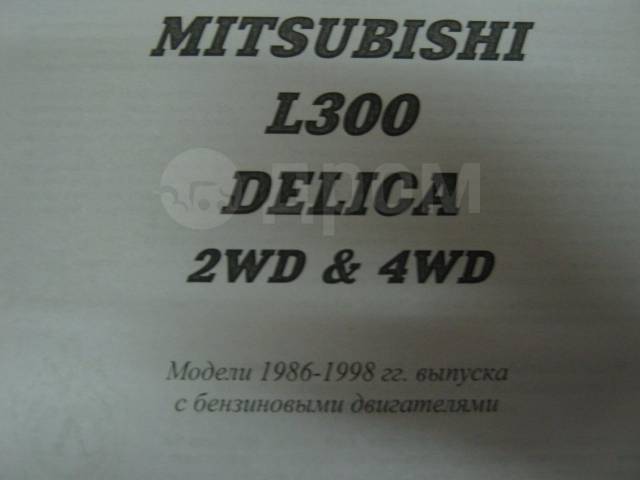 MITSUBISHI
L300
DELICA
2WD & 4WD
Модели 1986-1998 гг. выпуска
с бензиновыми двигателями